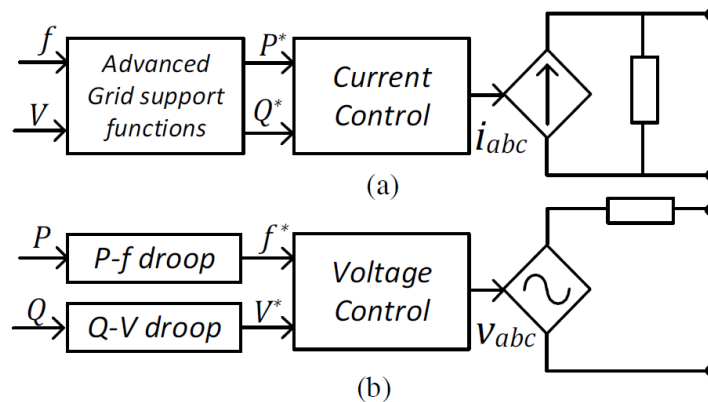 f
V
Advanced
Grid support
functions
P*
Q*
Current
Control
i_abc
(a)
P
Q
P-f droop
Q-V droop
f*
V*
Voltage
Control
v_abc
(b)